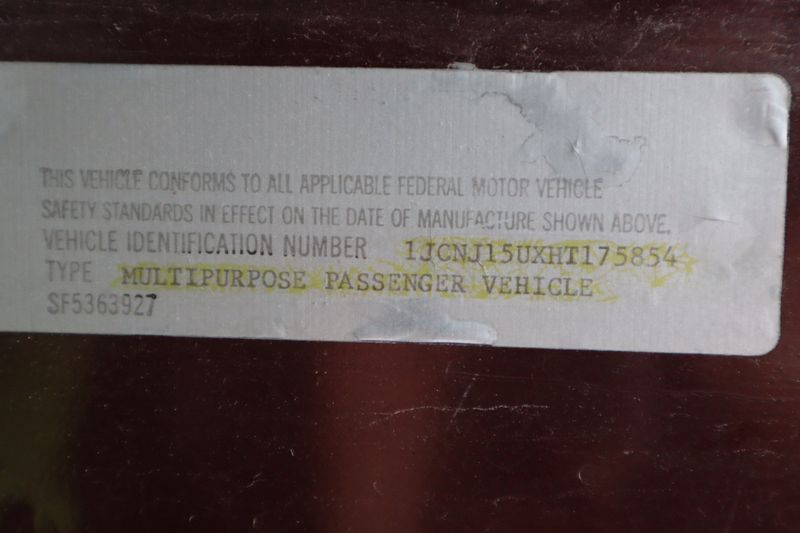 THIS VEHICLE CONFORMS TO ALL APPLICABLE FEDERAL MOTOR VEHICLE
SAFETY STANDARDS IN EFFECT ON THE DATE OF MANUFACTURE SHOWN ABOVE.
VEHICLE IDENTIFICATION NUMBER 1JCNJ15UXHT175854
TYPE MULTIPURPOSE PASSENGER VEHICLE
SF5363927